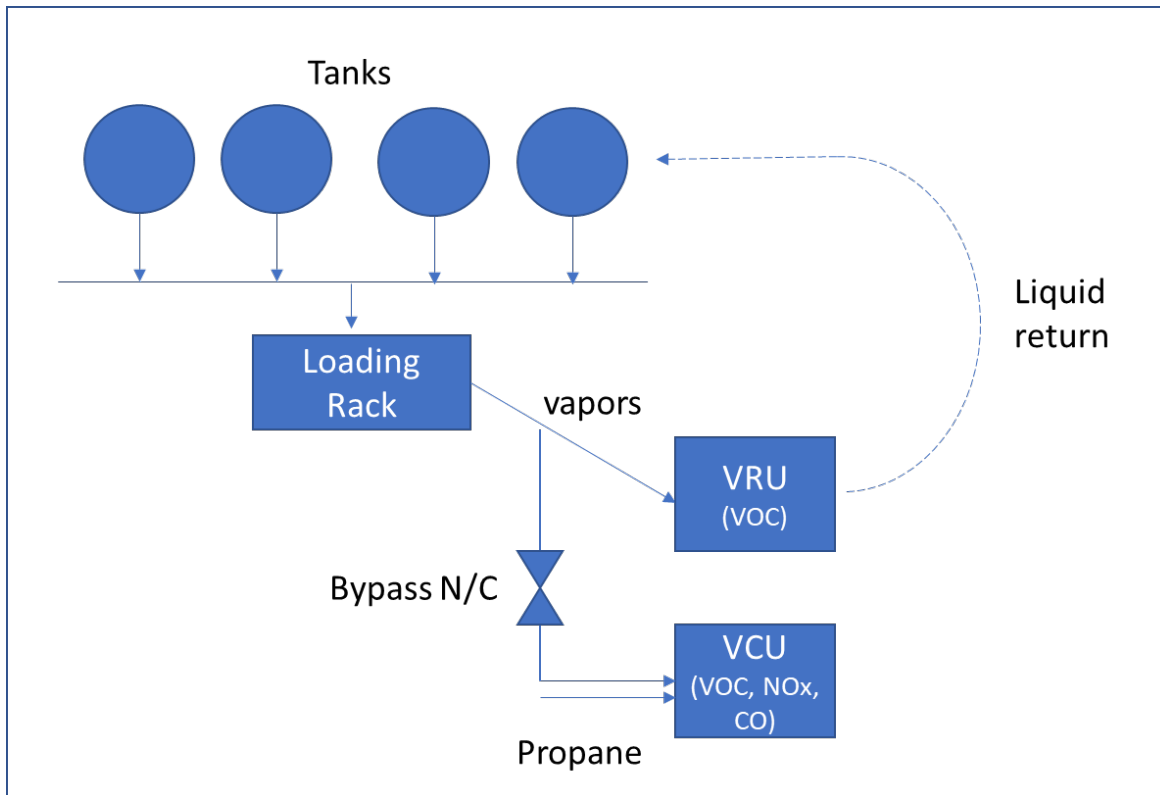 Tanks
Loading
Rack
vapors
Liquid
return
VRU
(VOC)
Bypass N/C
VCU
(VOC, NOx,
CO)
Propane